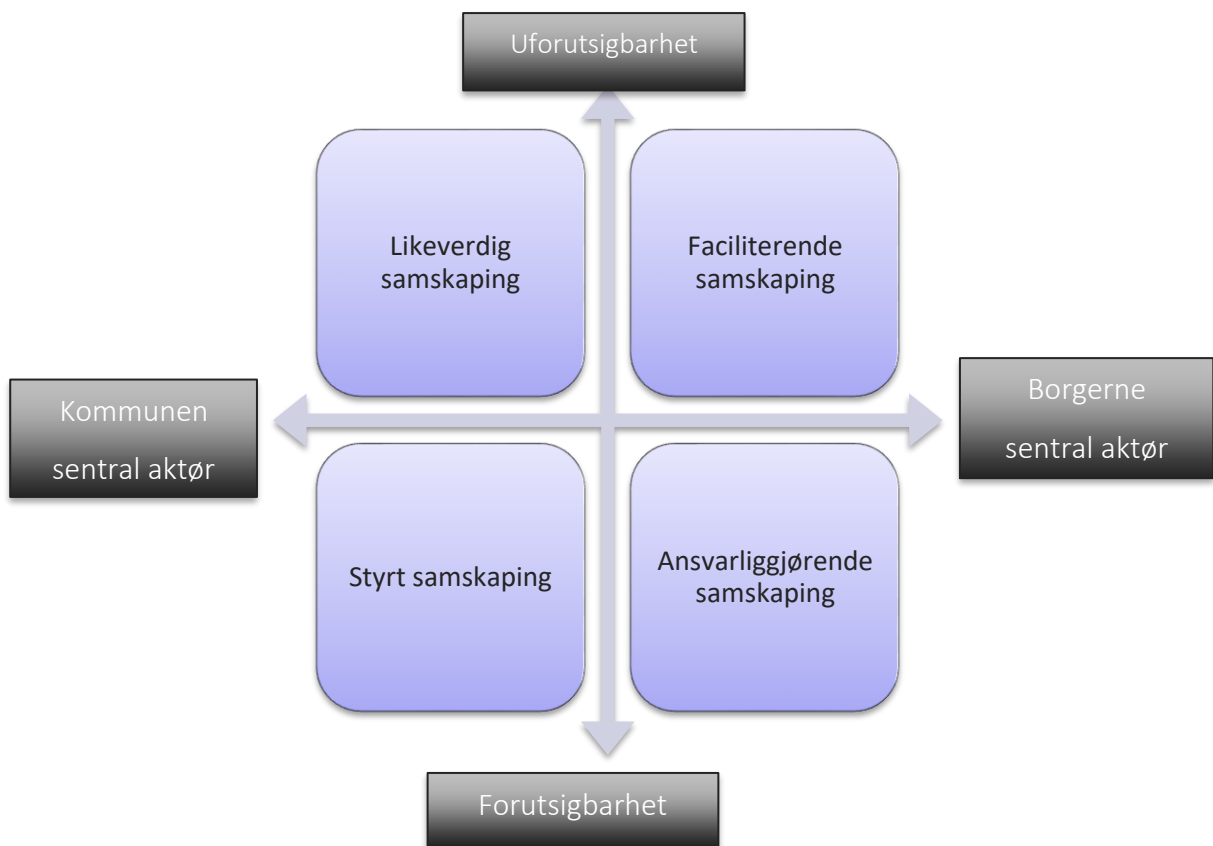 Uforutsigbarhet
Likeverdig
samskaping
Faciliterende
samskaping
Kommunen
sentral aktør
Borgerne
sentral aktør
Styrt samskaping
Ansvarliggjørende
samskaping
Forutsigbarhet